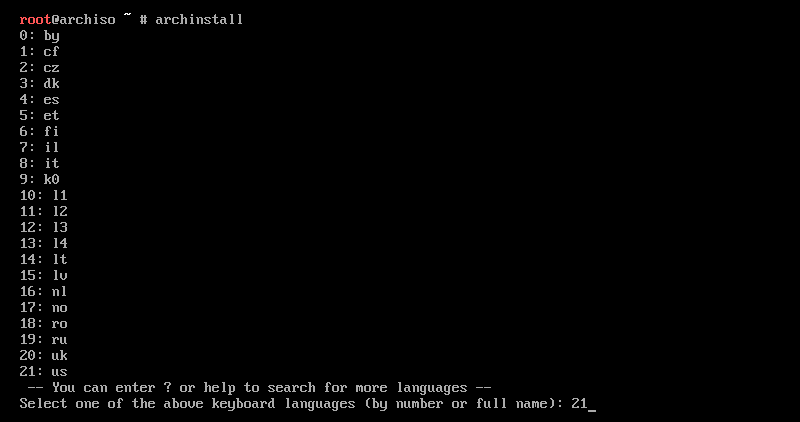 root@archiso ~ # archinstall
0: by
1: cf
2: cz
3: dk
4: es
5: et
6: fi
7: il
8: it
9: k0
10: l1
11: l2
12: l3
13: l4
14: lt
15: lv
16: nl
17: no
18: ro
19: ru
20: uk
21: us
-- You can enter ? or help to search for more languages --
Select one of the above keyboard languages (by number or full name): 21_